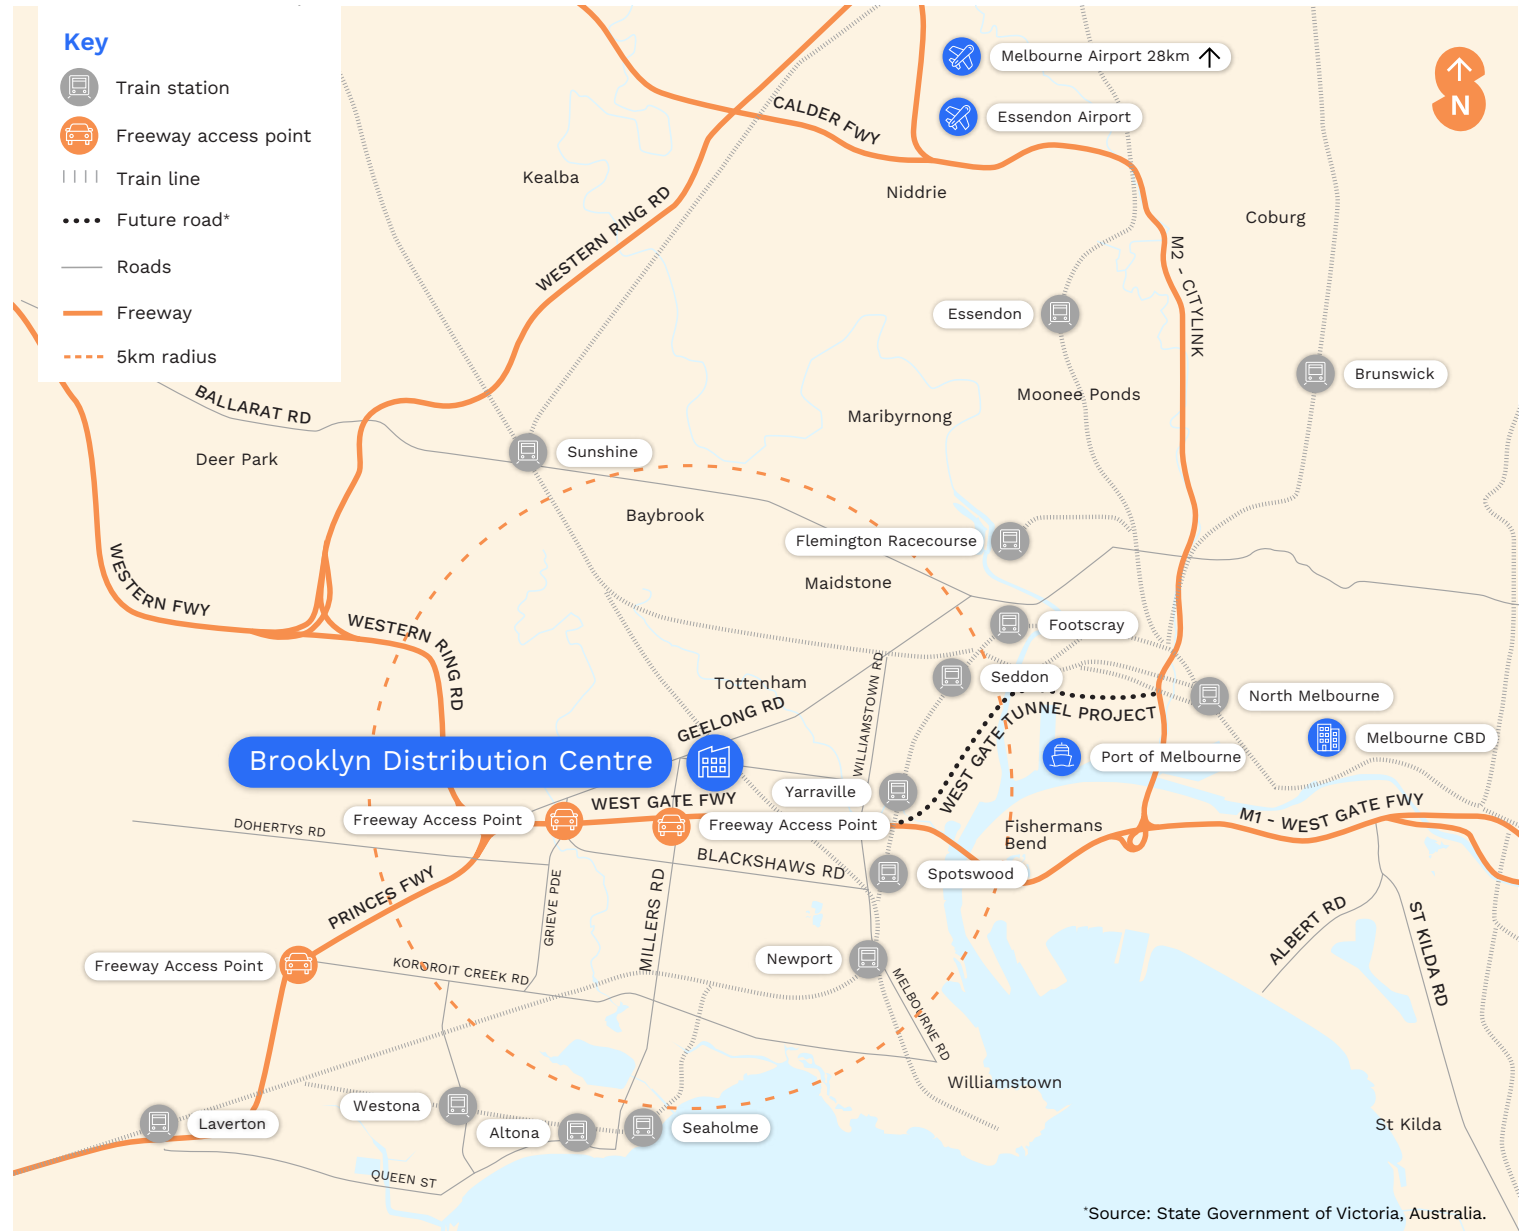 Key
Train station
Freeway access point
Train line
Future road*
Roads
Freeway
5km radius
Melbourne Airport 28km
Essendon Airport
N
CALDER FWY
Kealba
Niddrie
Coburg
WESTERN RING RD
M2 - CITYLINK
Essendon
Brunswick
Moonee Ponds
BALLARAT RD
Maribyrnong
Deer Park
Sunshine
Baybrook
Flemington Racecourse
Maidstone
WESTERN FWY
WESTERN RING RD
Footscray
Seddon
Tottenham
WILLIAMSTOWN RD
North Melbourne
GEELONG RD
WEST GATE TUNNEL PROJECT
Melbourne CBD
Brooklyn Distribution Centre
Port of Melbourne
Yarraville
WEST GATE FWY
M1 - WEST GATE FWY
Freeway Access Point
Freeway Access Point
Fishermans
Bend
DOHERTYS RD
BLACKSHAWS RD
Spotswood
PRINCES FWY
GRIEVE PDE
MILLERS RD
ALBERT RD
ST KILDA RD
Freeway Access Point
KOROROIT CREEK RD
Newport
MELBOURNE RD
Williamstown
Westona
Laverton
Altona
Seaholme
St Kilda
QUEEN ST
*Source: State Government of Victoria, Australia.